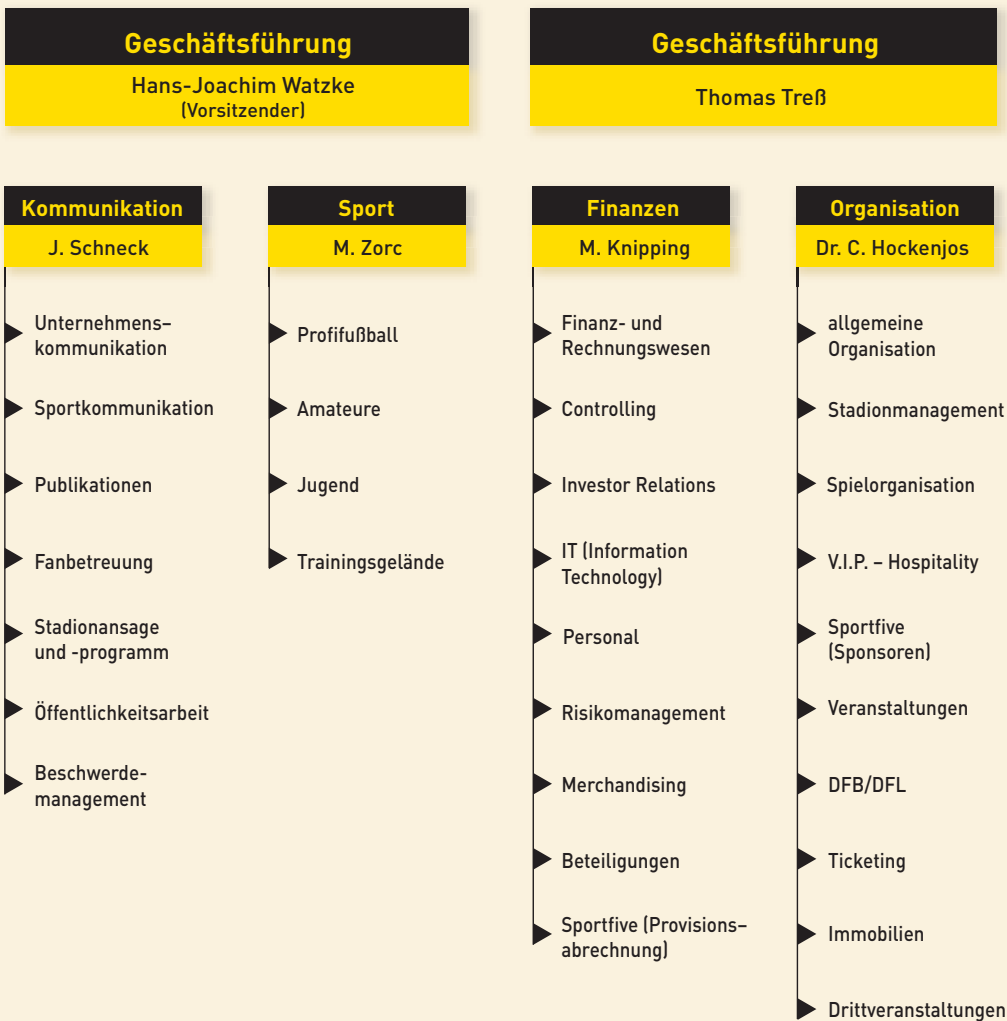 Geschäftsführung
Hans-Joachim Watzke
(Vorsitzender)
Geschäftsführung
Thomas Treß
Kommunikation
J. Schneck
Unternehmens–
kommunikation
Sportkommunikation
Publikationen
Fanbetreuung
Stadionansage
und -programm
Öffentlichkeitsarbeit
Beschwerde-
management
Sport
M. Zorc
Profifußball
Amateure
Jugend
Trainingsgelände
Finanzen
M. Knipping
Finanz- und
Rechnungswesen
Controlling
Investor Relations
IT (Information
Technology)
Personal
Risikomanagement
Merchandising
Beteiligungen
Sportfive (Provisions–
abrechnung)
Organisation
Dr. C. Hockenjos
allgemeine
Organisation
Stadionmanagement
Spielorganisation
V.I.P. – Hospitality
Sportfive
(Sponsoren)
Veranstaltungen
DFB/DFL
Ticketing
Immobilien
Drittveranstaltungen